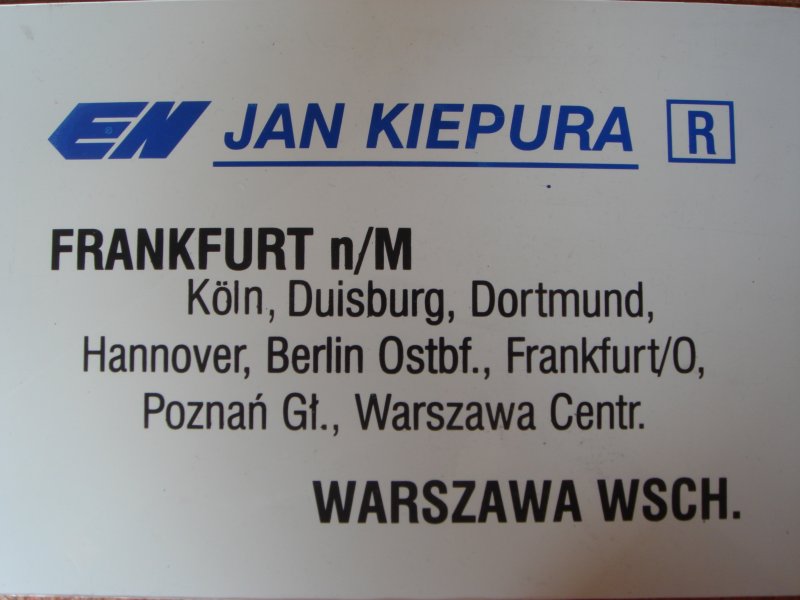 EN JAN KIEPURA R
FRANKFURT n/M
Köln, Duisburg, Dortmund,
Hannover, Berlin Ostbf., Frankfurt/O,
Poznań Gł., Warszawa Centr.
WARSZAWA WSCH.